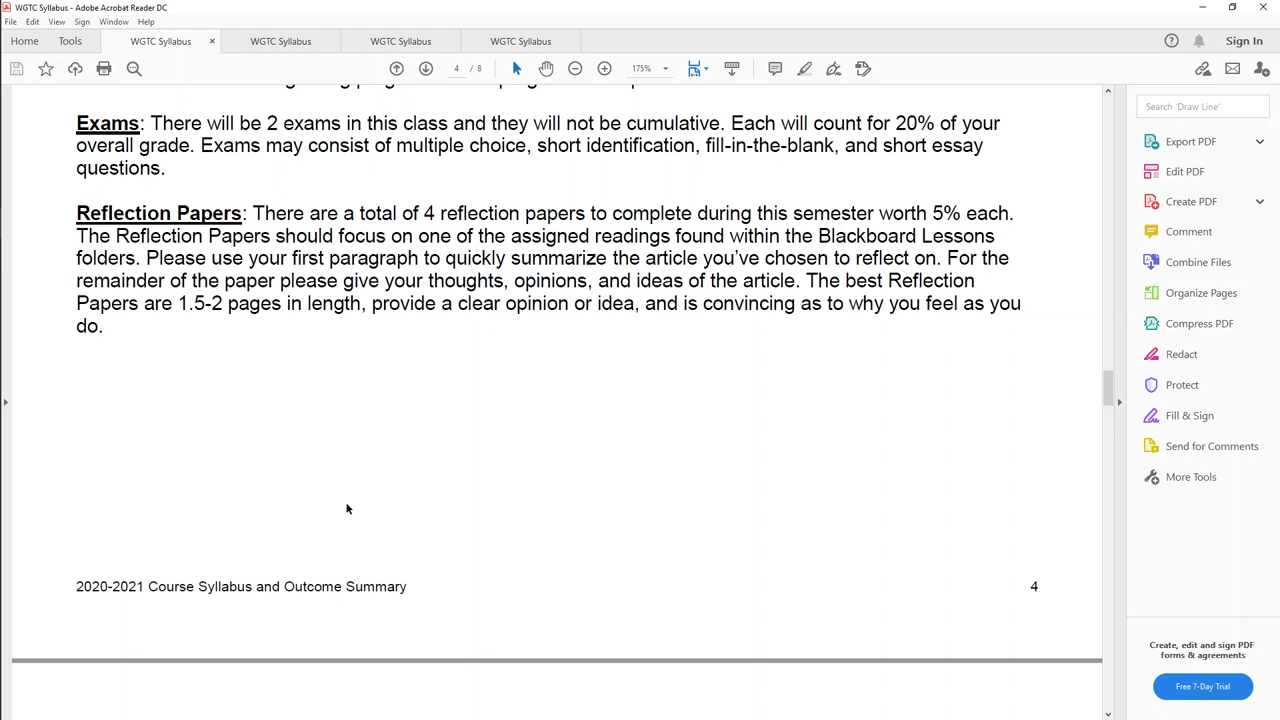 WGTC Syllabus - Adobe Acrobat Reader DC
File Edit View Sign Window Help
Home Tools WGTC Syllabus × WGTC Syllabus WGTC Syllabus WGTC Syllabus Sign In
4 / 8 175%
Exams: There will be 2 exams in this class and they will not be cumulative. Each will count for 20% of your
overall grade. Exams may consist of multiple choice, short identification, fill-in-the-blank, and short essay
questions.
Reflection Papers: There are a total of 4 reflection papers to complete during this semester worth 5% each.
The Reflection Papers should focus on one of the assigned readings found within the Blackboard Lessons
folders. Please use your first paragraph to quickly summarize the article you've chosen to reflect on. For the
remainder of the paper please give your thoughts, opinions, and ideas of the article. The best Reflection
Papers are 1.5-2 pages in length, provide a clear opinion or idea, and is convincing as to why you feel as you
do.
2020-2021 Course Syllabus and Outcome Summary 4
Search 'Draw Line'
Export PDF
Edit PDF
Create PDF
Comment
Combine Files
Organize Pages
Compress PDF
Redact
Protect
Fill & Sign
Send for Comments
More Tools
Create, edit and sign PDF
forms & agreements
Free 7-Day Trial